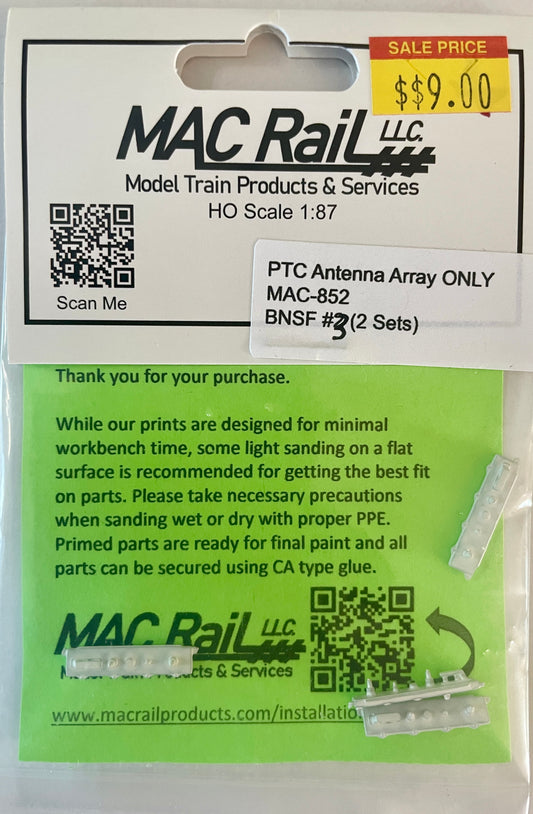 SALE PRICE
$$9.00
MAC Rail LLC.
Model Train Products & Services
HO Scale 1:87
Scan Me
PTC Antenna Array ONLY
MAC-852
BNSF #3 (2 Sets)
Thank you for your purchase.
While our prints are designed for minimal
workbench time, some light sanding on a flat
surface is recommended for getting the best fit
on parts. Please take necessary precautions
when sanding wet or dry with proper PPE.
Primed parts are ready for final paint and all
parts can be secured using CA type glue.
MAC Rail LLC.
Products & Services
www.macrailproducts.com/installatio